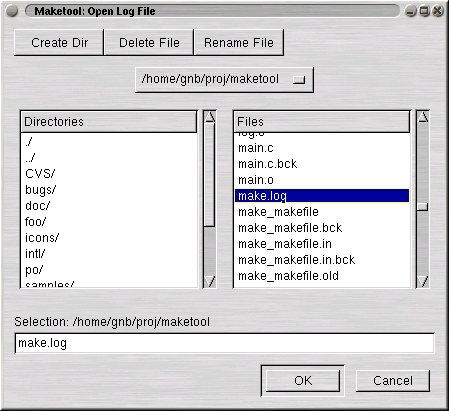 Maketool: Open Log File
Create Dir Delete File Rename File
/home/gnb/proj/maketool
Directories
./
../
CVS/
bugs/
doc/
foo/
icons/
intl/
po/
samples/
Files
log.o
main.c
main.c.bck
main.o
make.log
make_makefile
make_makefile.bck
make_makefile.in
make_makefile.in.bck
make_makefile.old
Selection: /home/gnb/proj/maketool
make.log
OK Cancel